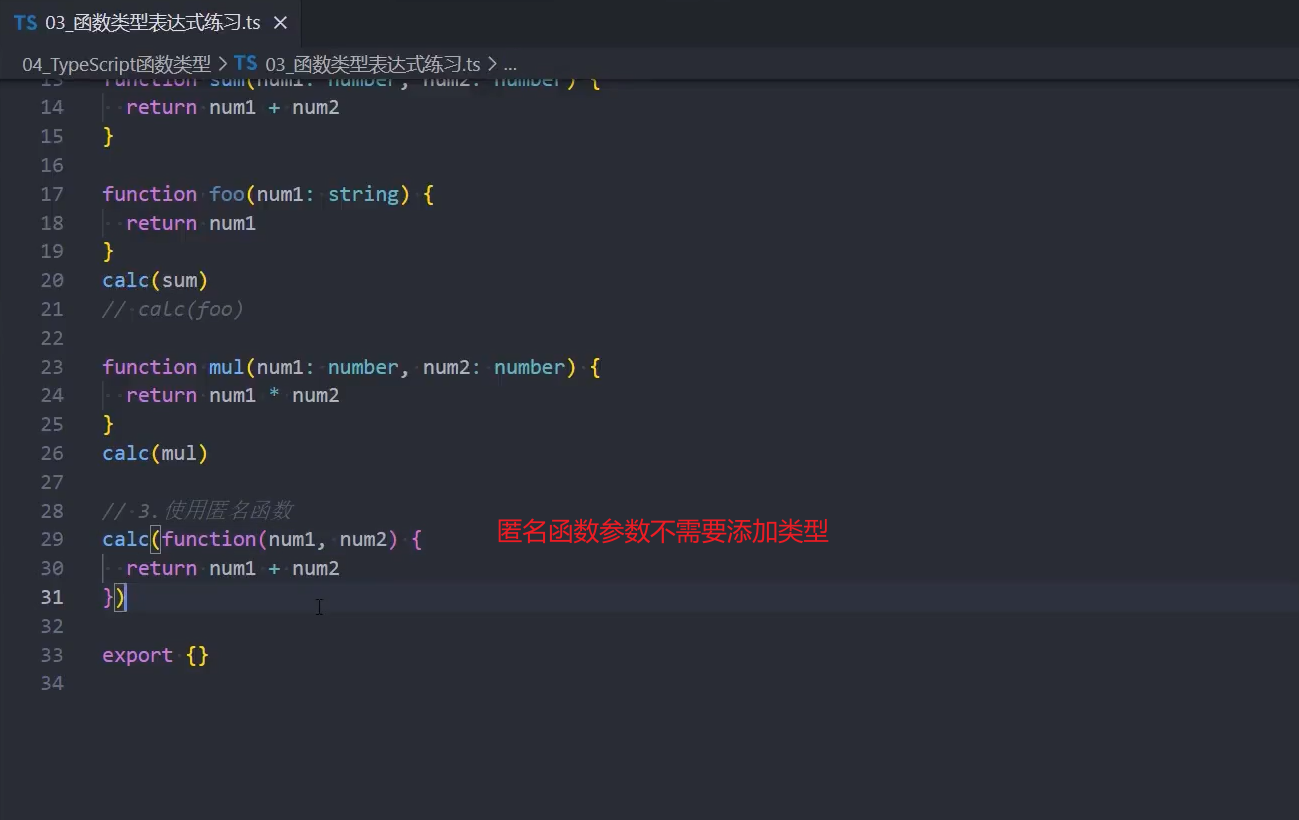 TS 03_函数类型表达式练习.ts ×
04_TypeScript函数类型 > TS 03_函数类型表达式练习.ts > ...
13 function sum(num1: number, num2: number) {
14 return num1 + num2
15 }
16
17 function foo(num1: string) {
18 return num1
19 }
20 calc(sum)
21 // calc(foo)
22
23 function mul(num1: number, num2: number) {
24 return num1 * num2
25 }
26 calc(mul)
27
28 // 3.使用匿名函数
29 calc(function(num1, num2) {
匿名函数参数不需要添加类型
30 return num1 + num2
31 })
32
33 export {}
34